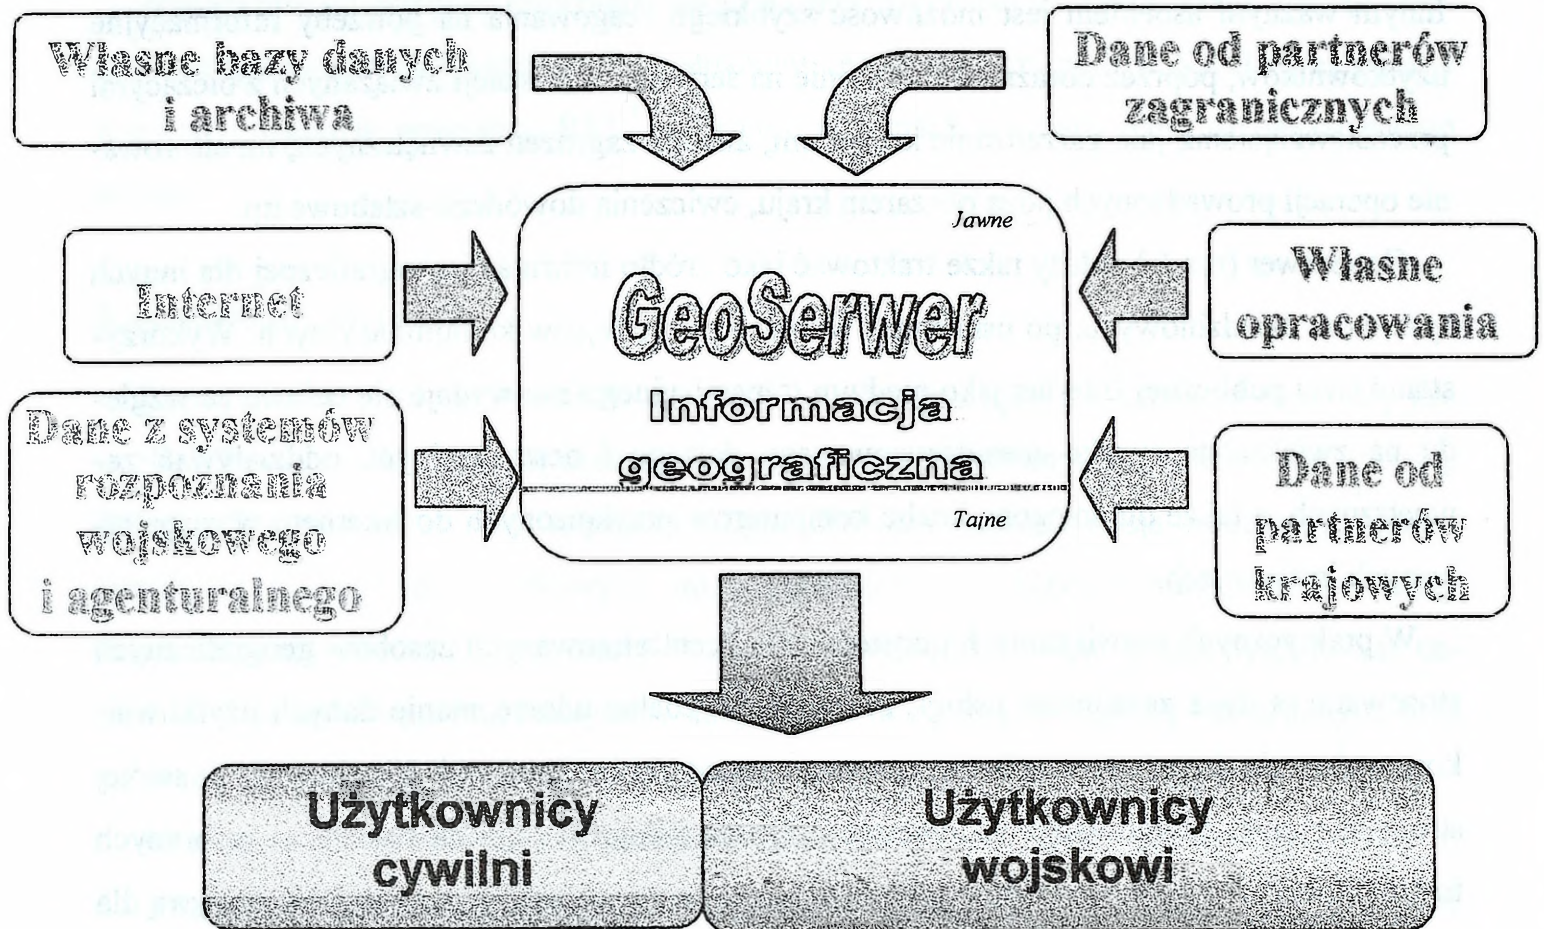 Własne bazy danych
i archiwa
Dane od partnerów
zagranicznych
Internet
Dane z systemów
rozpoznania
wojskowego
i agenturalnego
Jawne
GeoSerwer
Informacja
geograficzna
Tajne
Własne
opracowania
Dane od
partnerów
krajowych
Użytkownicy
cywilni
Użytkownicy
wojskowi